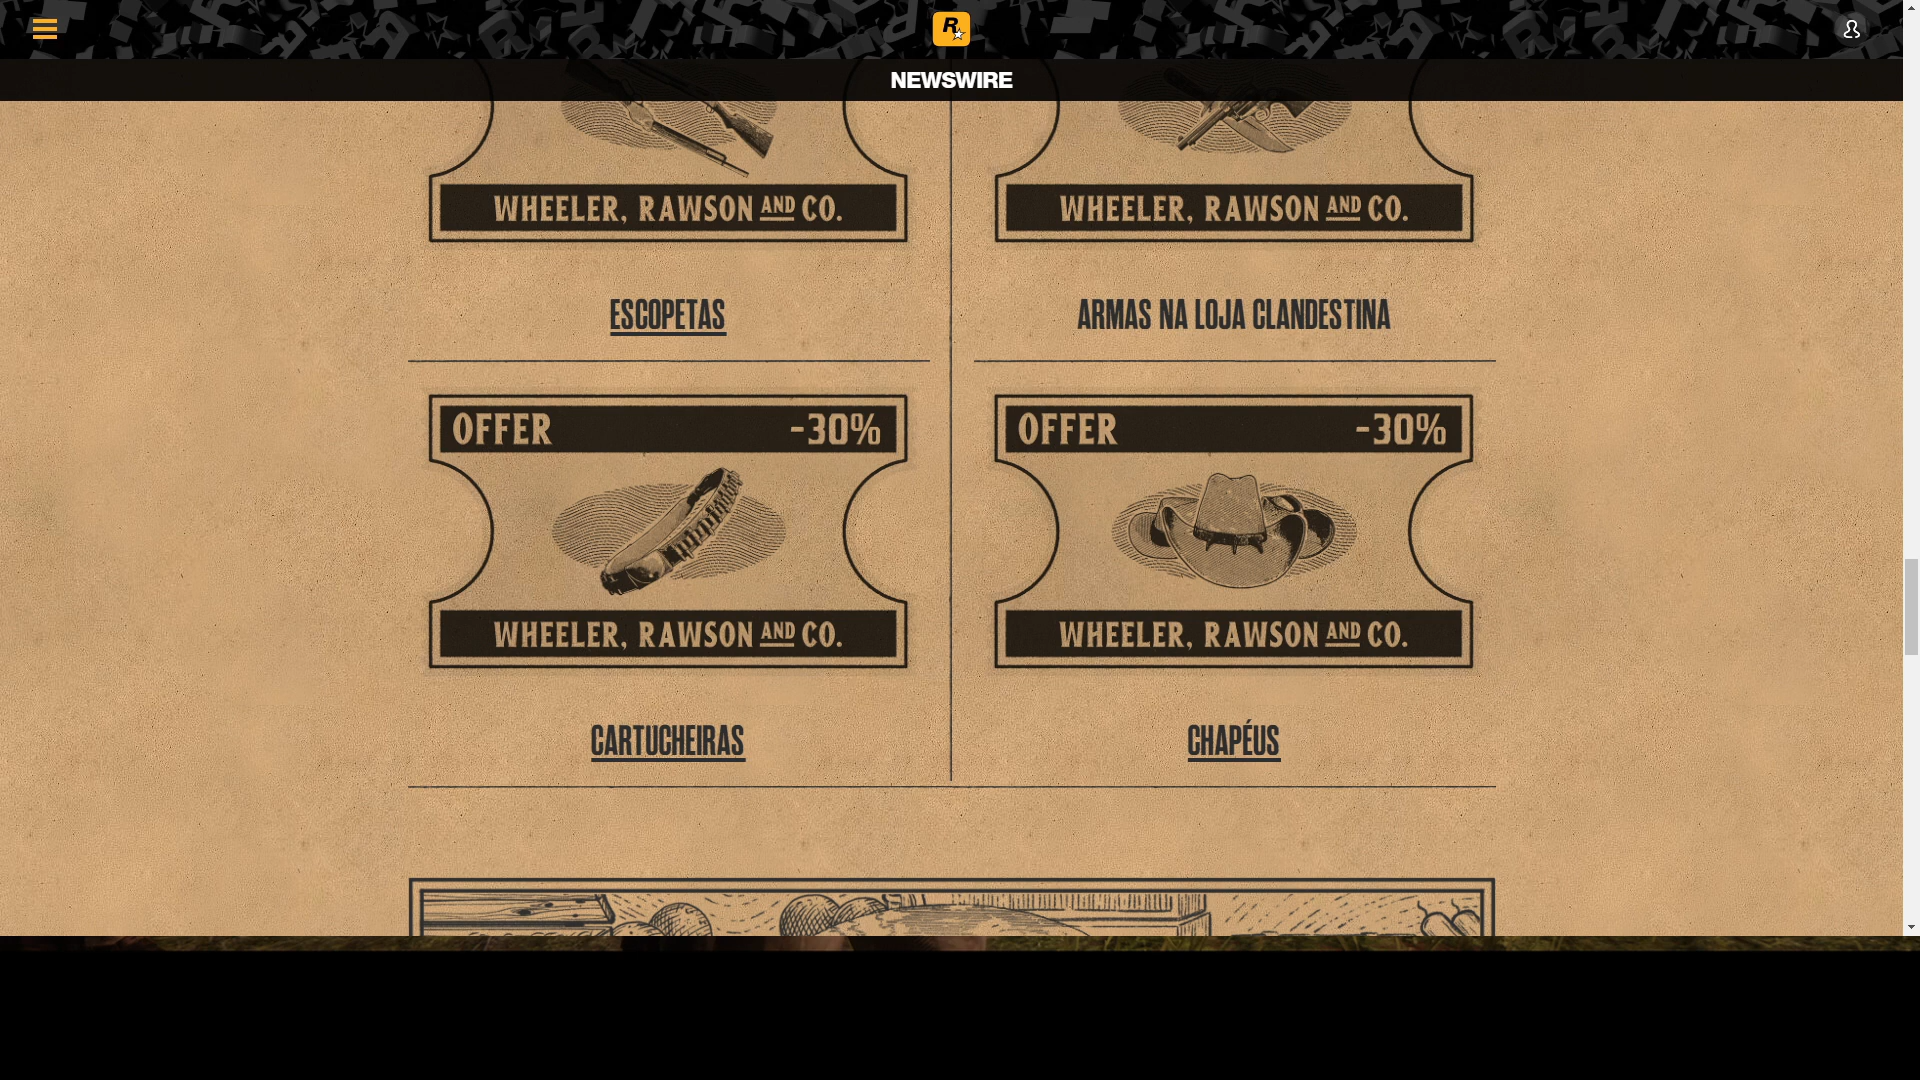 R
NEWSWIRE
WHEELER, RAWSON AND CO.
WHEELER, RAWSON AND CO.
ESCOPETAS
ARMAS NA LOJA CLANDESTINA
OFFER -30%
OFFER -30%
WHEELER, RAWSON AND CO.
WHEELER, RAWSON AND CO.
CARTUCHEIRAS
CHAPÉUS